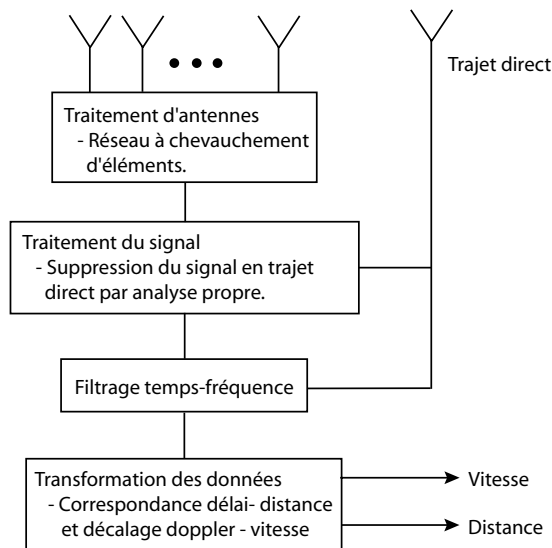 Trajet direct
Traitement d'antennes
- Réseau à chevauchement
d'éléments.
Traitement du signal
- Suppression du signal en trajet
direct par analyse propre.
Filtrage temps-fréquence
Transformation des données
- Correspondance délai- distance
et décalage doppler - vitesse
Vitesse
Distance